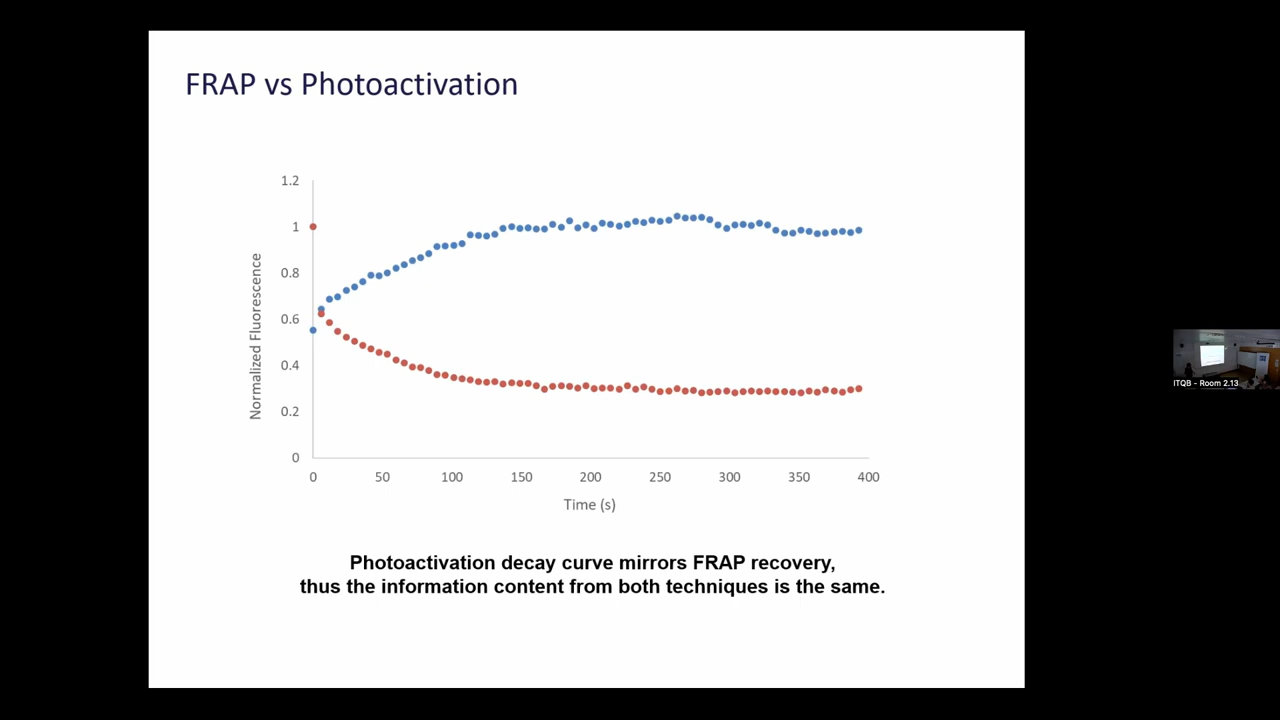 FRAP vs Photoactivation
1.2
1
0.8
0.6
0.4
0.2
0
Normalized Fluorescence
0
50
100
150
200
250
300
350
400
Time (s)
Photoactivation decay curve mirrors FRAP recovery,
thus the information content from both techniques is the same.
ITQB - Room 2.13